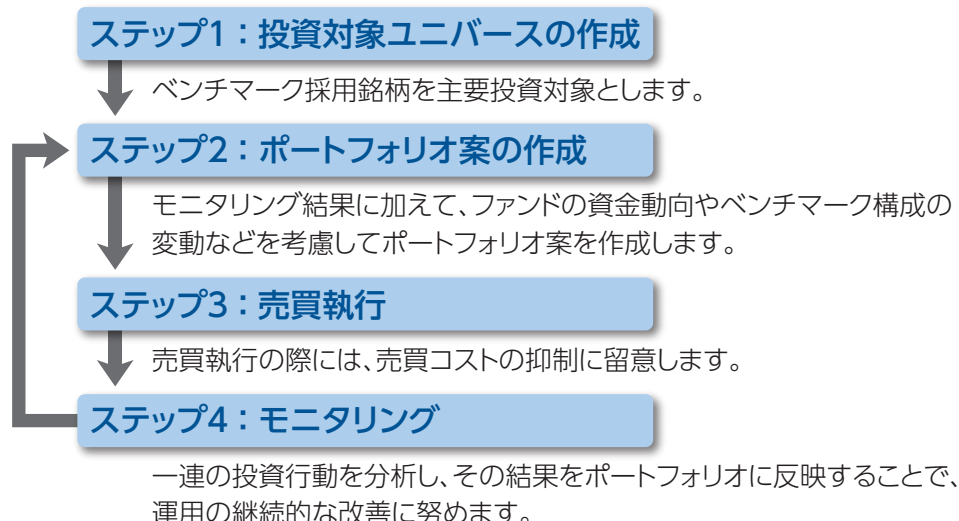 ステップ1：投資対象ユニバースの作成
ベンチマーク採用銘柄を主要投資対象とします。
ステップ2：ポートフォリオ案の作成
モニタリング結果に加えて、ファンドの資金動向やベンチマーク構成の
変動などを考慮してポートフォリオ案を作成します。
ステップ3：売買執行
売買執行の際には、売買コストの抑制に留意します。
ステップ4：モニタリング
一連の投資行動を分析し、その結果をポートフォリオに反映することで、
運用の継続的な改善に努めます。